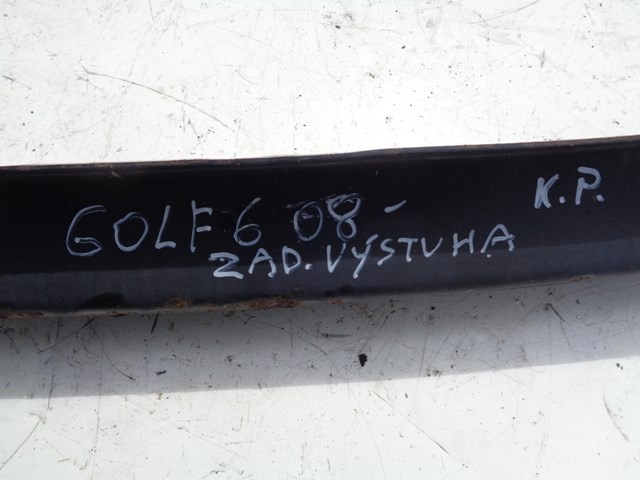 GOLF 6 08-
ZAD. VÝSTUHA
K.P.